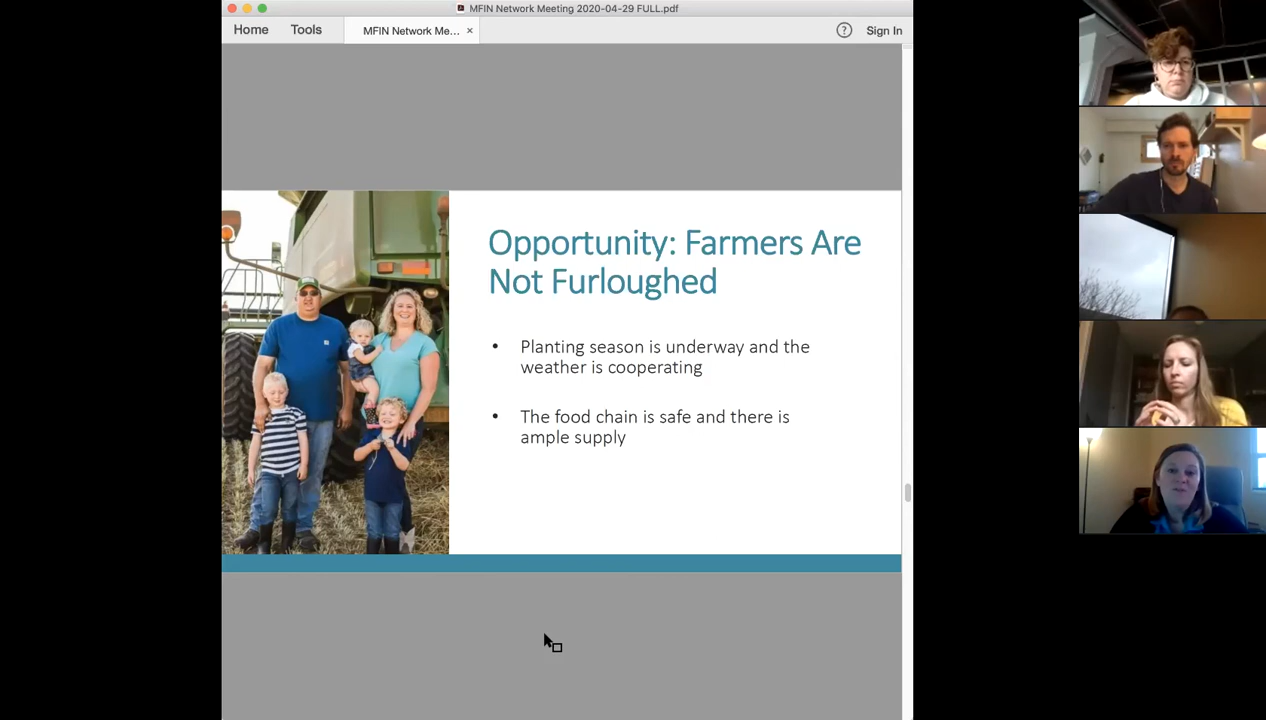 MFIN Network Meeting 2020-04-29 FULL.pdf
Home
Tools
MFIN Network Me... ×
?
Sign In
Opportunity: Farmers Are
Not Furloughed
• Planting season is underway and the
weather is cooperating
• The food chain is safe and there is
ample supply